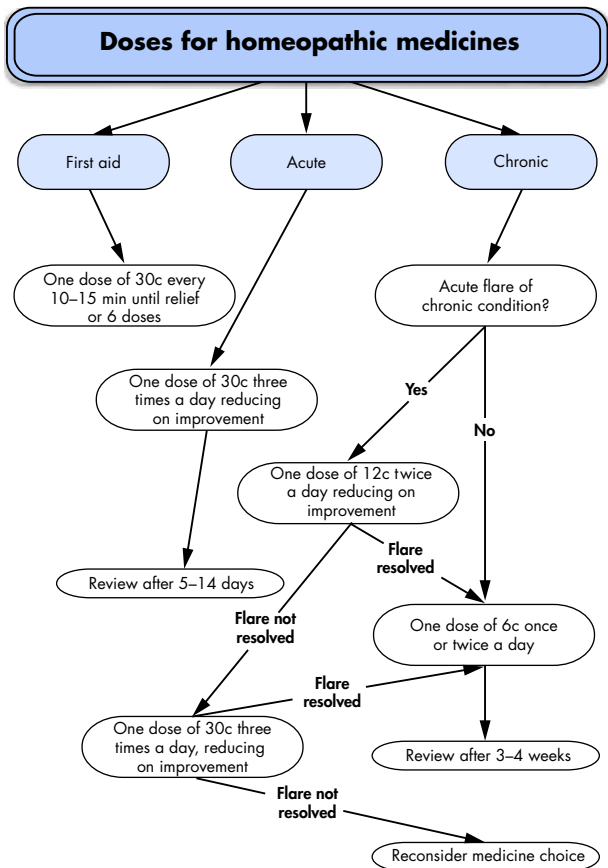 Doses for homeopathic medicines
First aid
Acute
Chronic
One dose of 30c every
10–15 min until relief
or 6 doses
Acute flare of
chronic condition?
One dose of 30c three
times a day reducing
on improvement
Yes
No
One dose of 12c twice
a day reducing on
improvement
Flare
resolved
Review after 5–14 days
Flare not
resolved
One dose of 6c once
or twice a day
Flare
resolved
One dose of 30c three
times a day, reducing
on improvement
Review after 3–4 weeks
Flare not
resolved
Reconsider medicine choice